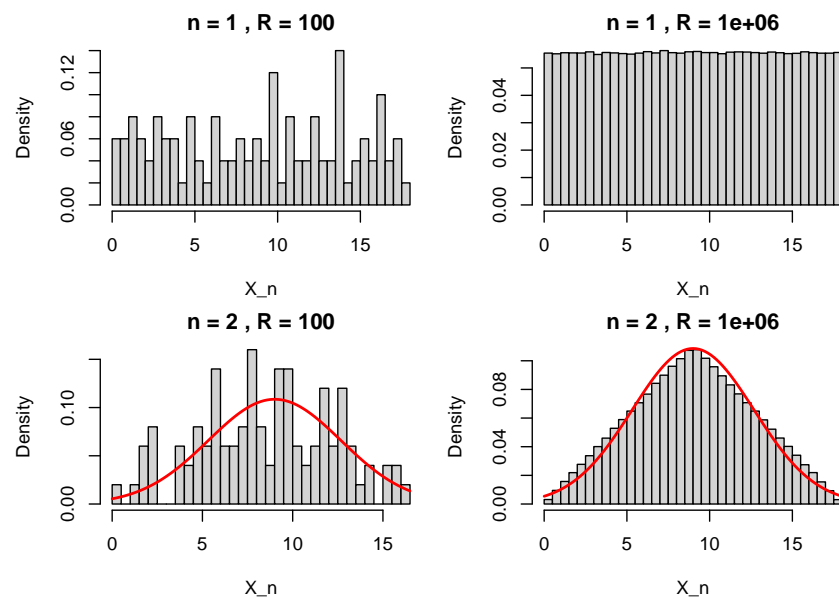 n = 1 , R = 100
Density
0.00 0.06 0.12
0 5 10 15
X_n
n = 1 , R = 1e+06
Density
0.00 0.02 0.04
0 5 10 15
X_n
n = 2 , R = 100
Density
0.00 0.10
0 5 10 15
X_n
n = 2 , R = 1e+06
Density
0.00 0.04 0.08
0 5 10 15
X_n